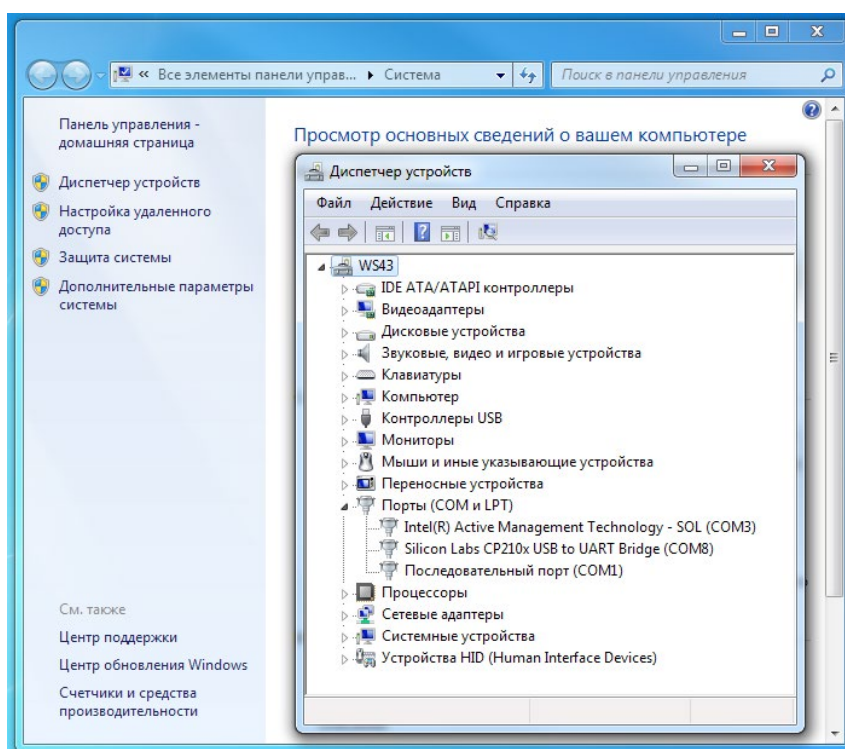 « Все элементы панели управ... Система
Поиск в панели управления
Панель управления -
домашняя страница
Диспетчер устройств
Настройка удаленного
доступа
Защита системы
Дополнительные параметры
системы
См. также
Центр поддержки
Центр обновления Windows
Счетчики и средства
производительности
Просмотр основных сведений о вашем компьютере
Диспетчер устройств
Файл Действие Вид Справка
WS43
IDE ATA/ATAPI контроллеры
Видеоадаптеры
Дисковые устройства
Звуковые, видео и игровые устройства
Клавиатуры
Компьютер
Контроллеры USB
Мониторы
Мыши и иные указывающие устройства
Переносные устройства
Порты (COM и LPT)
Intel(R) Active Management Technology - SOL (COM3)
Silicon Labs CP210x USB to UART Bridge (COM8)
Последовательный порт (COM1)
Процессоры
Сетевые адаптеры
Системные устройства
Устройства HID (Human Interface Devices)